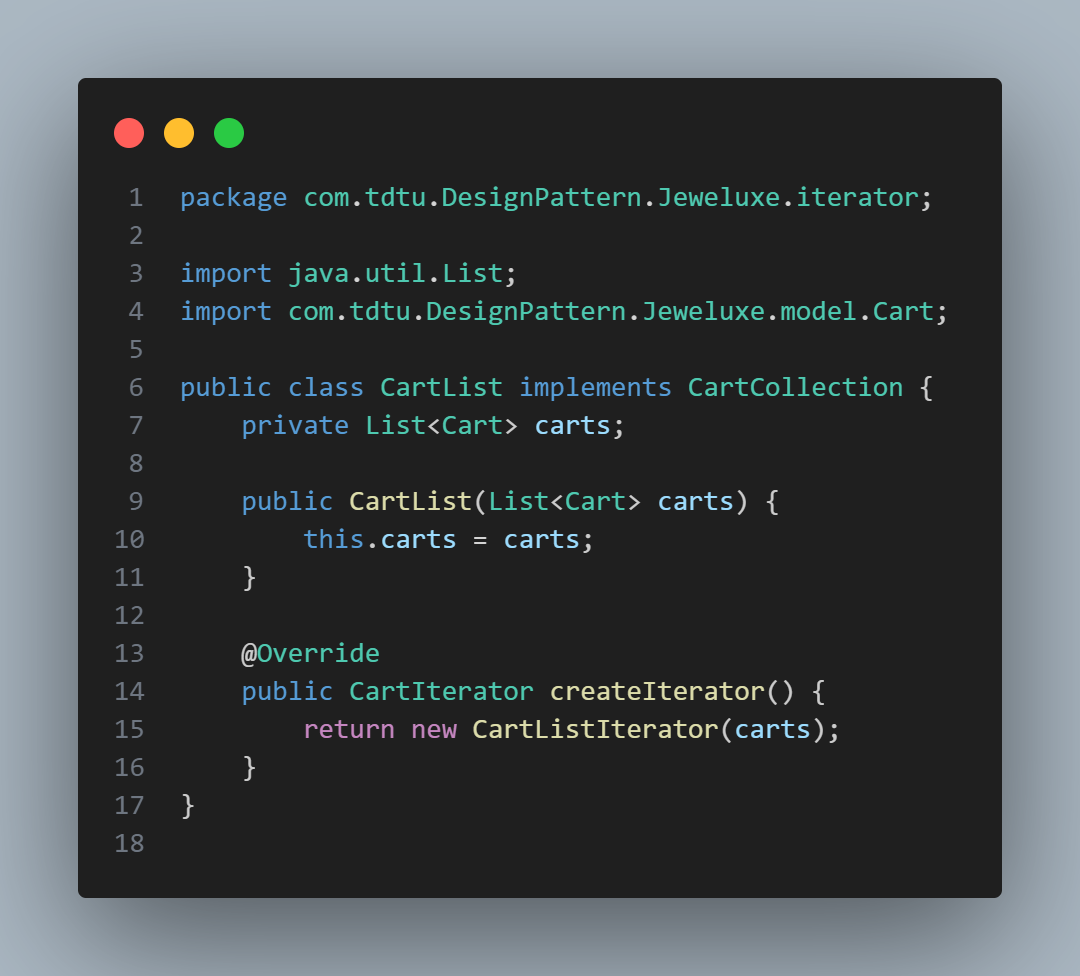 1 package com.tdtu.DesignPattern.Jeweluxe.iterator;
2
3 import java.util.List;
4 import com.tdtu.DesignPattern.Jeweluxe.model.Cart;
5
6 public class CartList implements CartCollection {
7     private List<Cart> carts;
8
9     public CartList(List<Cart> carts) {
10         this.carts = carts;
11     }
12
13     @Override
14     public CartIterator createIterator() {
15         return new CartListIterator(carts);
16     }
17 }
18